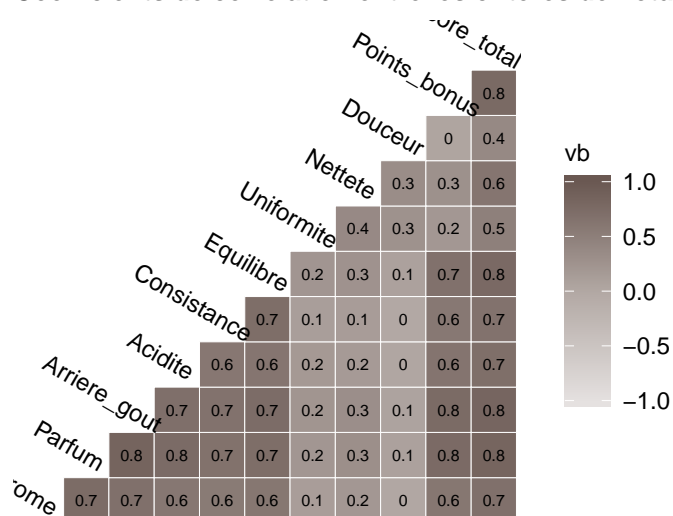 ore_total
Points_bonus 0.8
Douceur 0 0.4
Nettete 0.3 0.3 0.6
Uniformite 0.4 0.3 0.2 0.5
Equilibre 0.2 0.3 0.1 0.7 0.8
Consistance 0.7 0.1 0.1 0 0.6 0.7
Acidite 0.6 0.6 0.2 0.2 0 0.6 0.7
Arriere_gout 0.7 0.7 0.7 0.2 0.3 0.1 0.8 0.8
Parfum 0.8 0.8 0.7 0.7 0.2 0.3 0.1 0.8 0.8
ome 0.7 0.7 0.6 0.6 0.6 0.1 0.2 0 0.6 0.7
vb
1.0
0.5
0.0
−0.5
−1.0